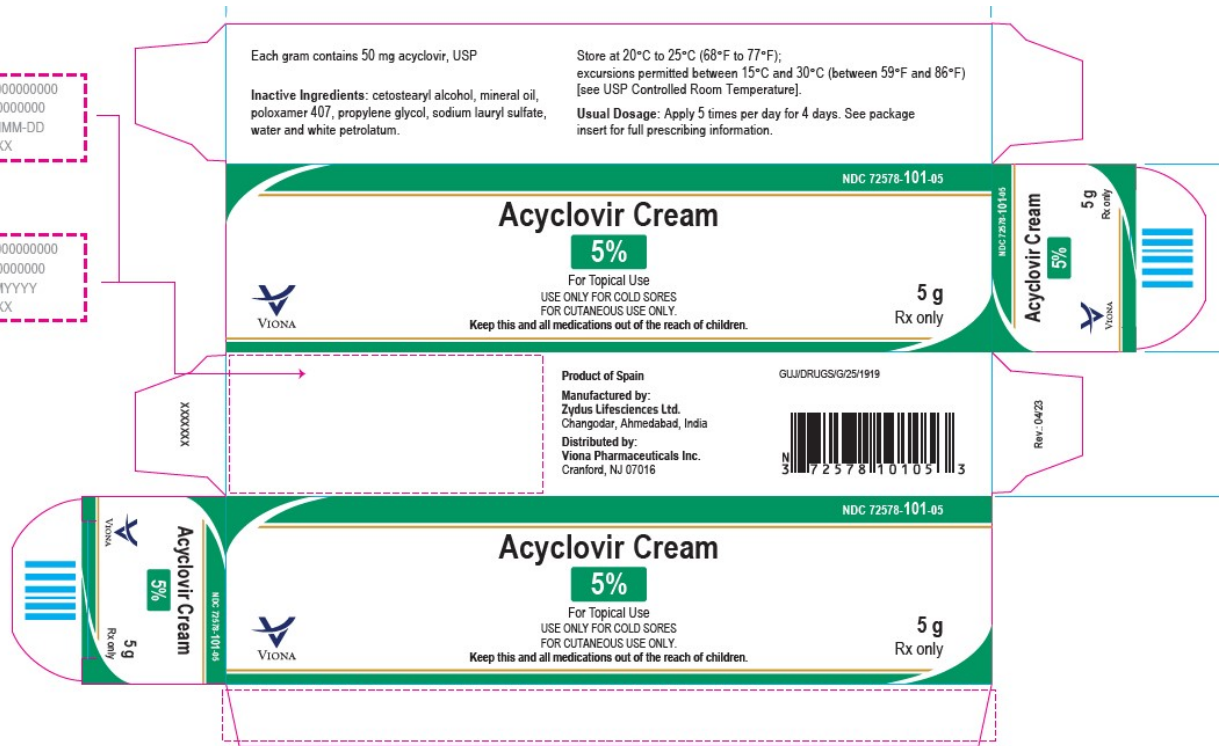 Each gram contains 50 mg acyclovir, USP
Inactive Ingredients: cetostearyl alcohol, mineral oil,
poloxamer 407, propylene glycol, sodium lauryl sulfate,
water and white petrolatum.
Store at 20°C to 25°C (68°F to 77°F);
excursions permitted between 15°C and 30°C (between 59°F and 86°F)
[see USP Controlled Room Temperature].
Usual Dosage: Apply 5 times per day for 4 days. See package
insert for full prescribing information.
MM-DD
XX
NDC 72578-101-05
Acyclovir Cream
5%
For Topical Use
USE ONLY FOR COLD SORES
FOR CUTANEOUS USE ONLY.
Keep this and all medications out of the reach of children.
VIONA
5 g
Rx only
NDC 72578-101-05
Acyclovir Cream
5%
5 g
Rx only
VIONA
MYYYY
XX
XXXXXX
Product of Spain
Manufactured by:
Zydus Lifesciences Ltd.
Changodar, Ahmedabad, India
Distributed by:
Viona Pharmaceuticals Inc.
Cranford, NJ 07016
GUJ/DRUGS/G/25/1919
N
3 72578 10105 3
Rev.: 04/23
NDC 72578-101-05
Acyclovir Cream
5%
For Topical Use
USE ONLY FOR COLD SORES
FOR CUTANEOUS USE ONLY.
Keep this and all medications out of the reach of children.
VIONA
5 g
Rx only
NDC 72578-101-05
Acyclovir Cream
5%
5 g
Rx only
VIONA